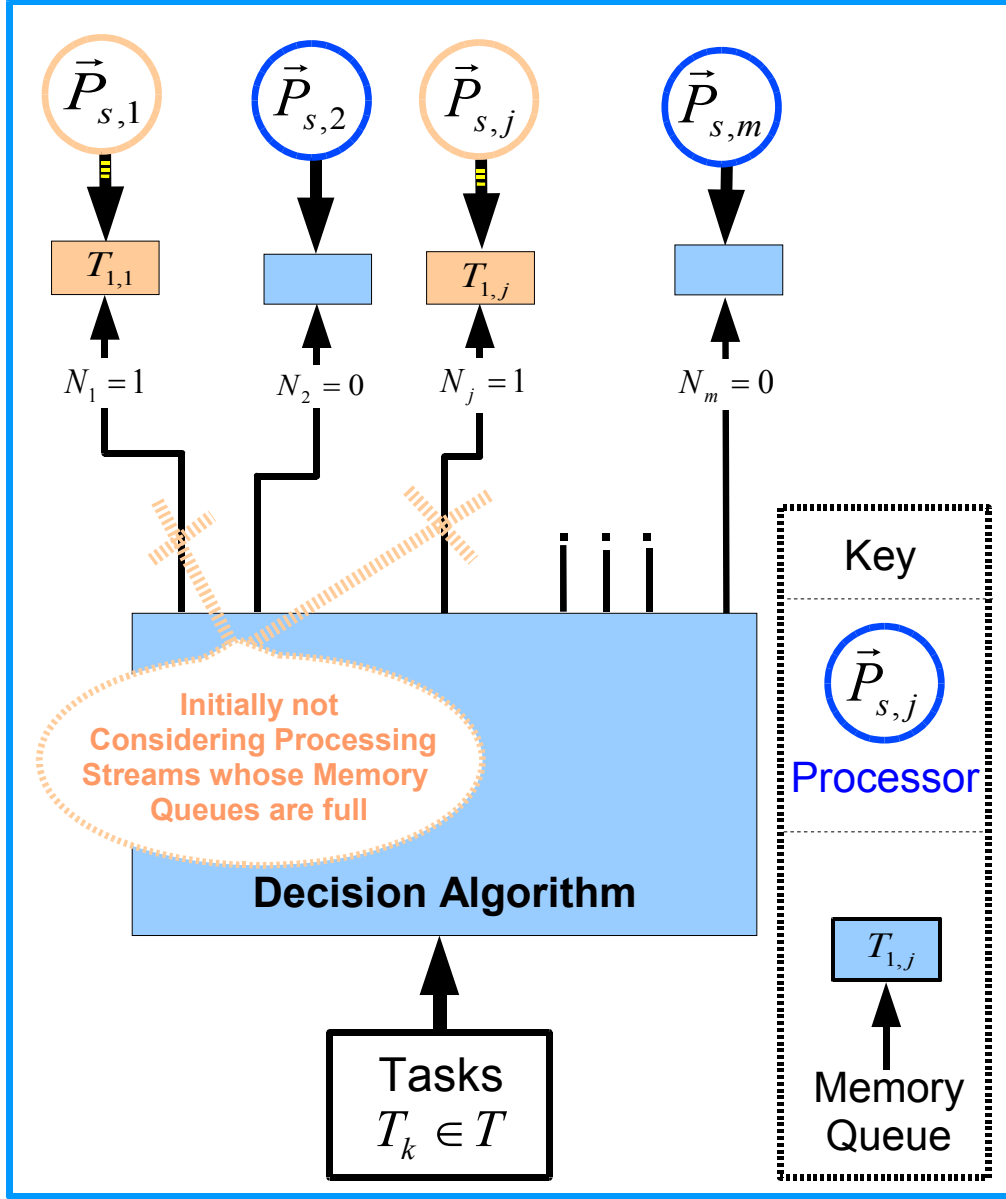 P⃗s,1 P⃗s,2 P⃗s,j P⃗s,m
T1,1 T1,j
N1 = 1 N2 = 0 Nj = 1 Nm = 0
Initially not
Considering Processing
Streams whose Memory
Queues are full
Decision Algorithm
Tasks
Tk ∈ T
Key
P⃗s,j
Processor
T1,j
Memory
Queue